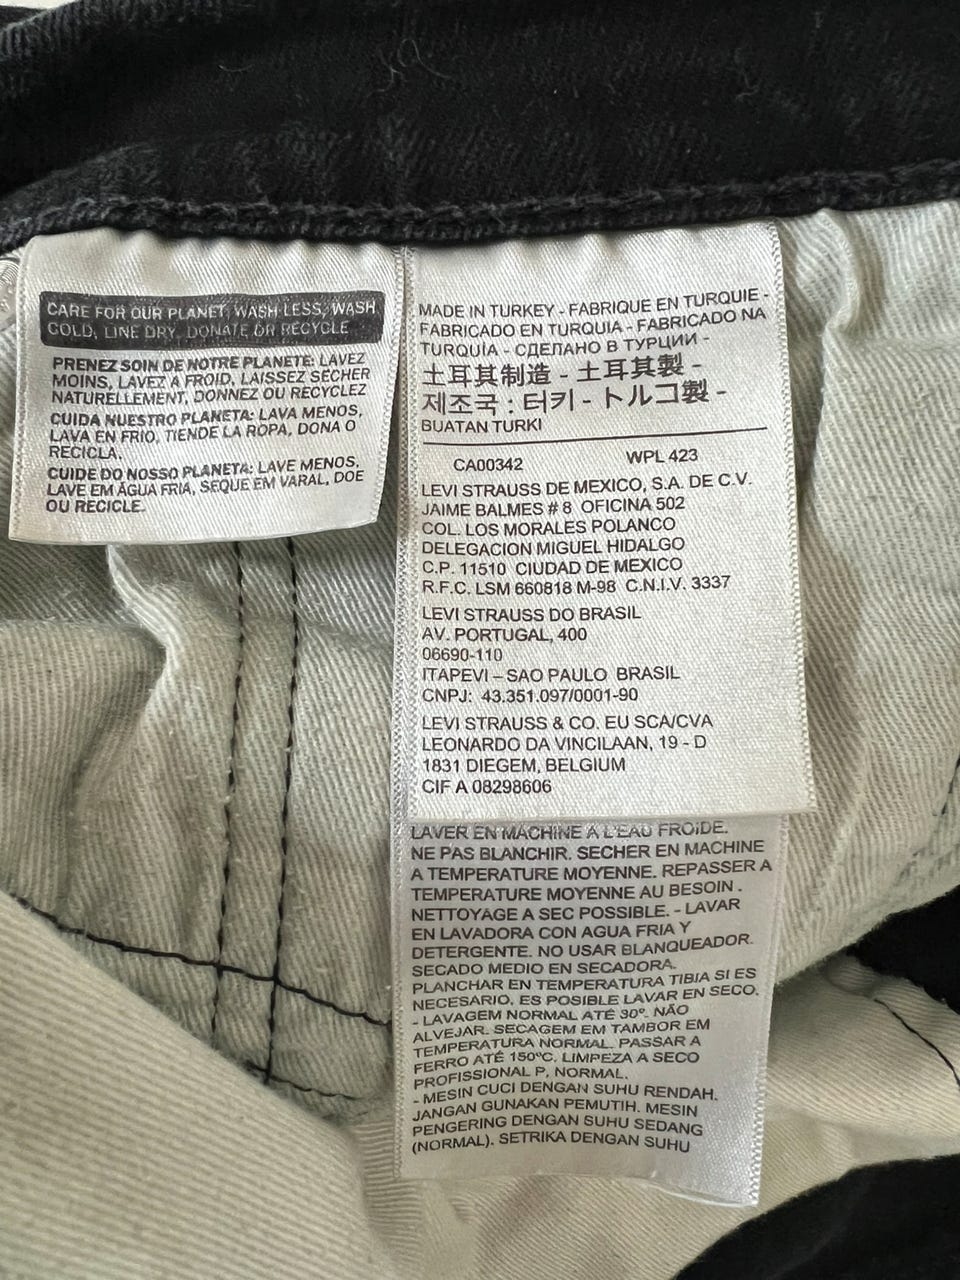 CARE FOR OUR PLANET, WASH LESS, WASH
COLD, LINE DRY, DONATE OR RECYCLE
PRENEZ SOIN DE NOTRE PLANETE: LAVEZ
MOINS, LAVEZ A FROID, LAISSEZ SÉCHER
NATURELLEMENT, DONNEZ OU RECYCLEZ
CUIDA NUESTRO PLANETA: LAVA MENOS,
LAVA EN FRIO, TIENDE LA ROPA, DONA O
RECICLA.
CUIDE DO NOSSO PLANETA: LAVE MENOS,
LAVE EM ÁGUA FRIA, SEQUE EM VARAL, DOE
OU RECICLE.
MADE IN TURKEY - FABRIQUE EN TURQUIE -
FABRICADO EN TURQUIA - FABRICADO NA
TURQUÍA - СДЕЛАНО В ТУРЦИИ -
土耳其制造 - 土耳其製 -
제조국 : 터키 - トルコ製 -
BUATAN TURKI
CA00342 WPL 423
LEVI STRAUSS DE MEXICO, S.A. DE C.V.
JAIME BALMES # 8 OFICINA 502
COL. LOS MORALES POLANCO
DELEGACION MIGUEL HIDALGO
C.P. 11510 CIUDAD DE MEXICO
R.F.C. LSM 660818 M-98 C.N.I.V. 3337
LEVI STRAUSS DO BRASIL
AV. PORTUGAL, 400
06690-110
ITAPEVI – SAO PAULO BRASIL
CNPJ: 43.351.097/0001-90
LEVI STRAUSS & CO. EU SCA/CVA
LEONARDO DA VINCILAAN, 19 - D
1831 DIEGEM, BELGIUM
CIF A 08298606
LAVER EN MACHINE A L'EAU FROIDE.
NE PAS BLANCHIR. SECHER EN MACHINE
A TEMPERATURE MOYENNE. REPASSER A
TEMPERATURE MOYENNE AU BESOIN.
NETTOYAGE A SEC POSSIBLE. - LAVAR
EN LAVADORA CON AGUA FRIA Y
DETERGENTE. NO USAR BLANQUEADOR.
SECADO MEDIO EN SECADORA.
PLANCHAR EN TEMPERATURA TIBIA SI ES
NECESARIO. ES POSIBLE LAVAR EN SECO.
- LAVAGEM NORMAL ATÉ 30º. NÃO
ALVEJAR. SECAGEM EM TAMBOR EM
TEMPERATURA NORMAL. PASSAR A
FERRO ATÉ 150ºC. LIMPEZA A SECO
PROFISSIONAL P, NORMAL.
- MESIN CUCI DENGAN SUHU RENDAH.
JANGAN GUNAKAN PEMUTIH. MESIN
PENGERING DENGAN SUHU SEDANG
(NORMAL). SETRIKA DENGAN SUHU